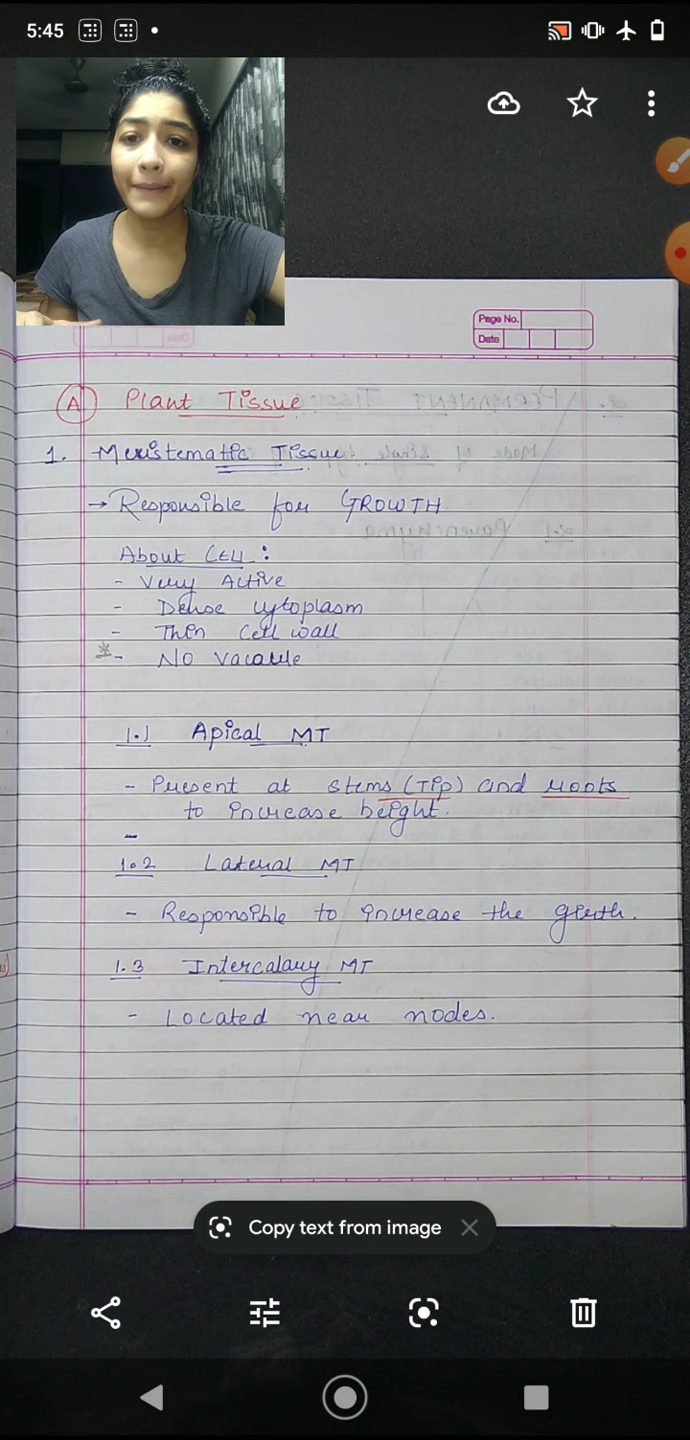 5:45
Page No.
Date
A Plant Tissue
1. Meristematic Tissue
→ Responsible for GROWTH
About Cell :
- Very Active
- Dense cytoplasm
- Thin Cell wall
* - No vacaule
1.1 Apical MT
- Present at stems (Tip) and roots
to increase height.
-
1.2 Lateral MT
- Responsible to increase the girth.
1.3 Intercalary MT
- Located near nodes.
Copy text from image